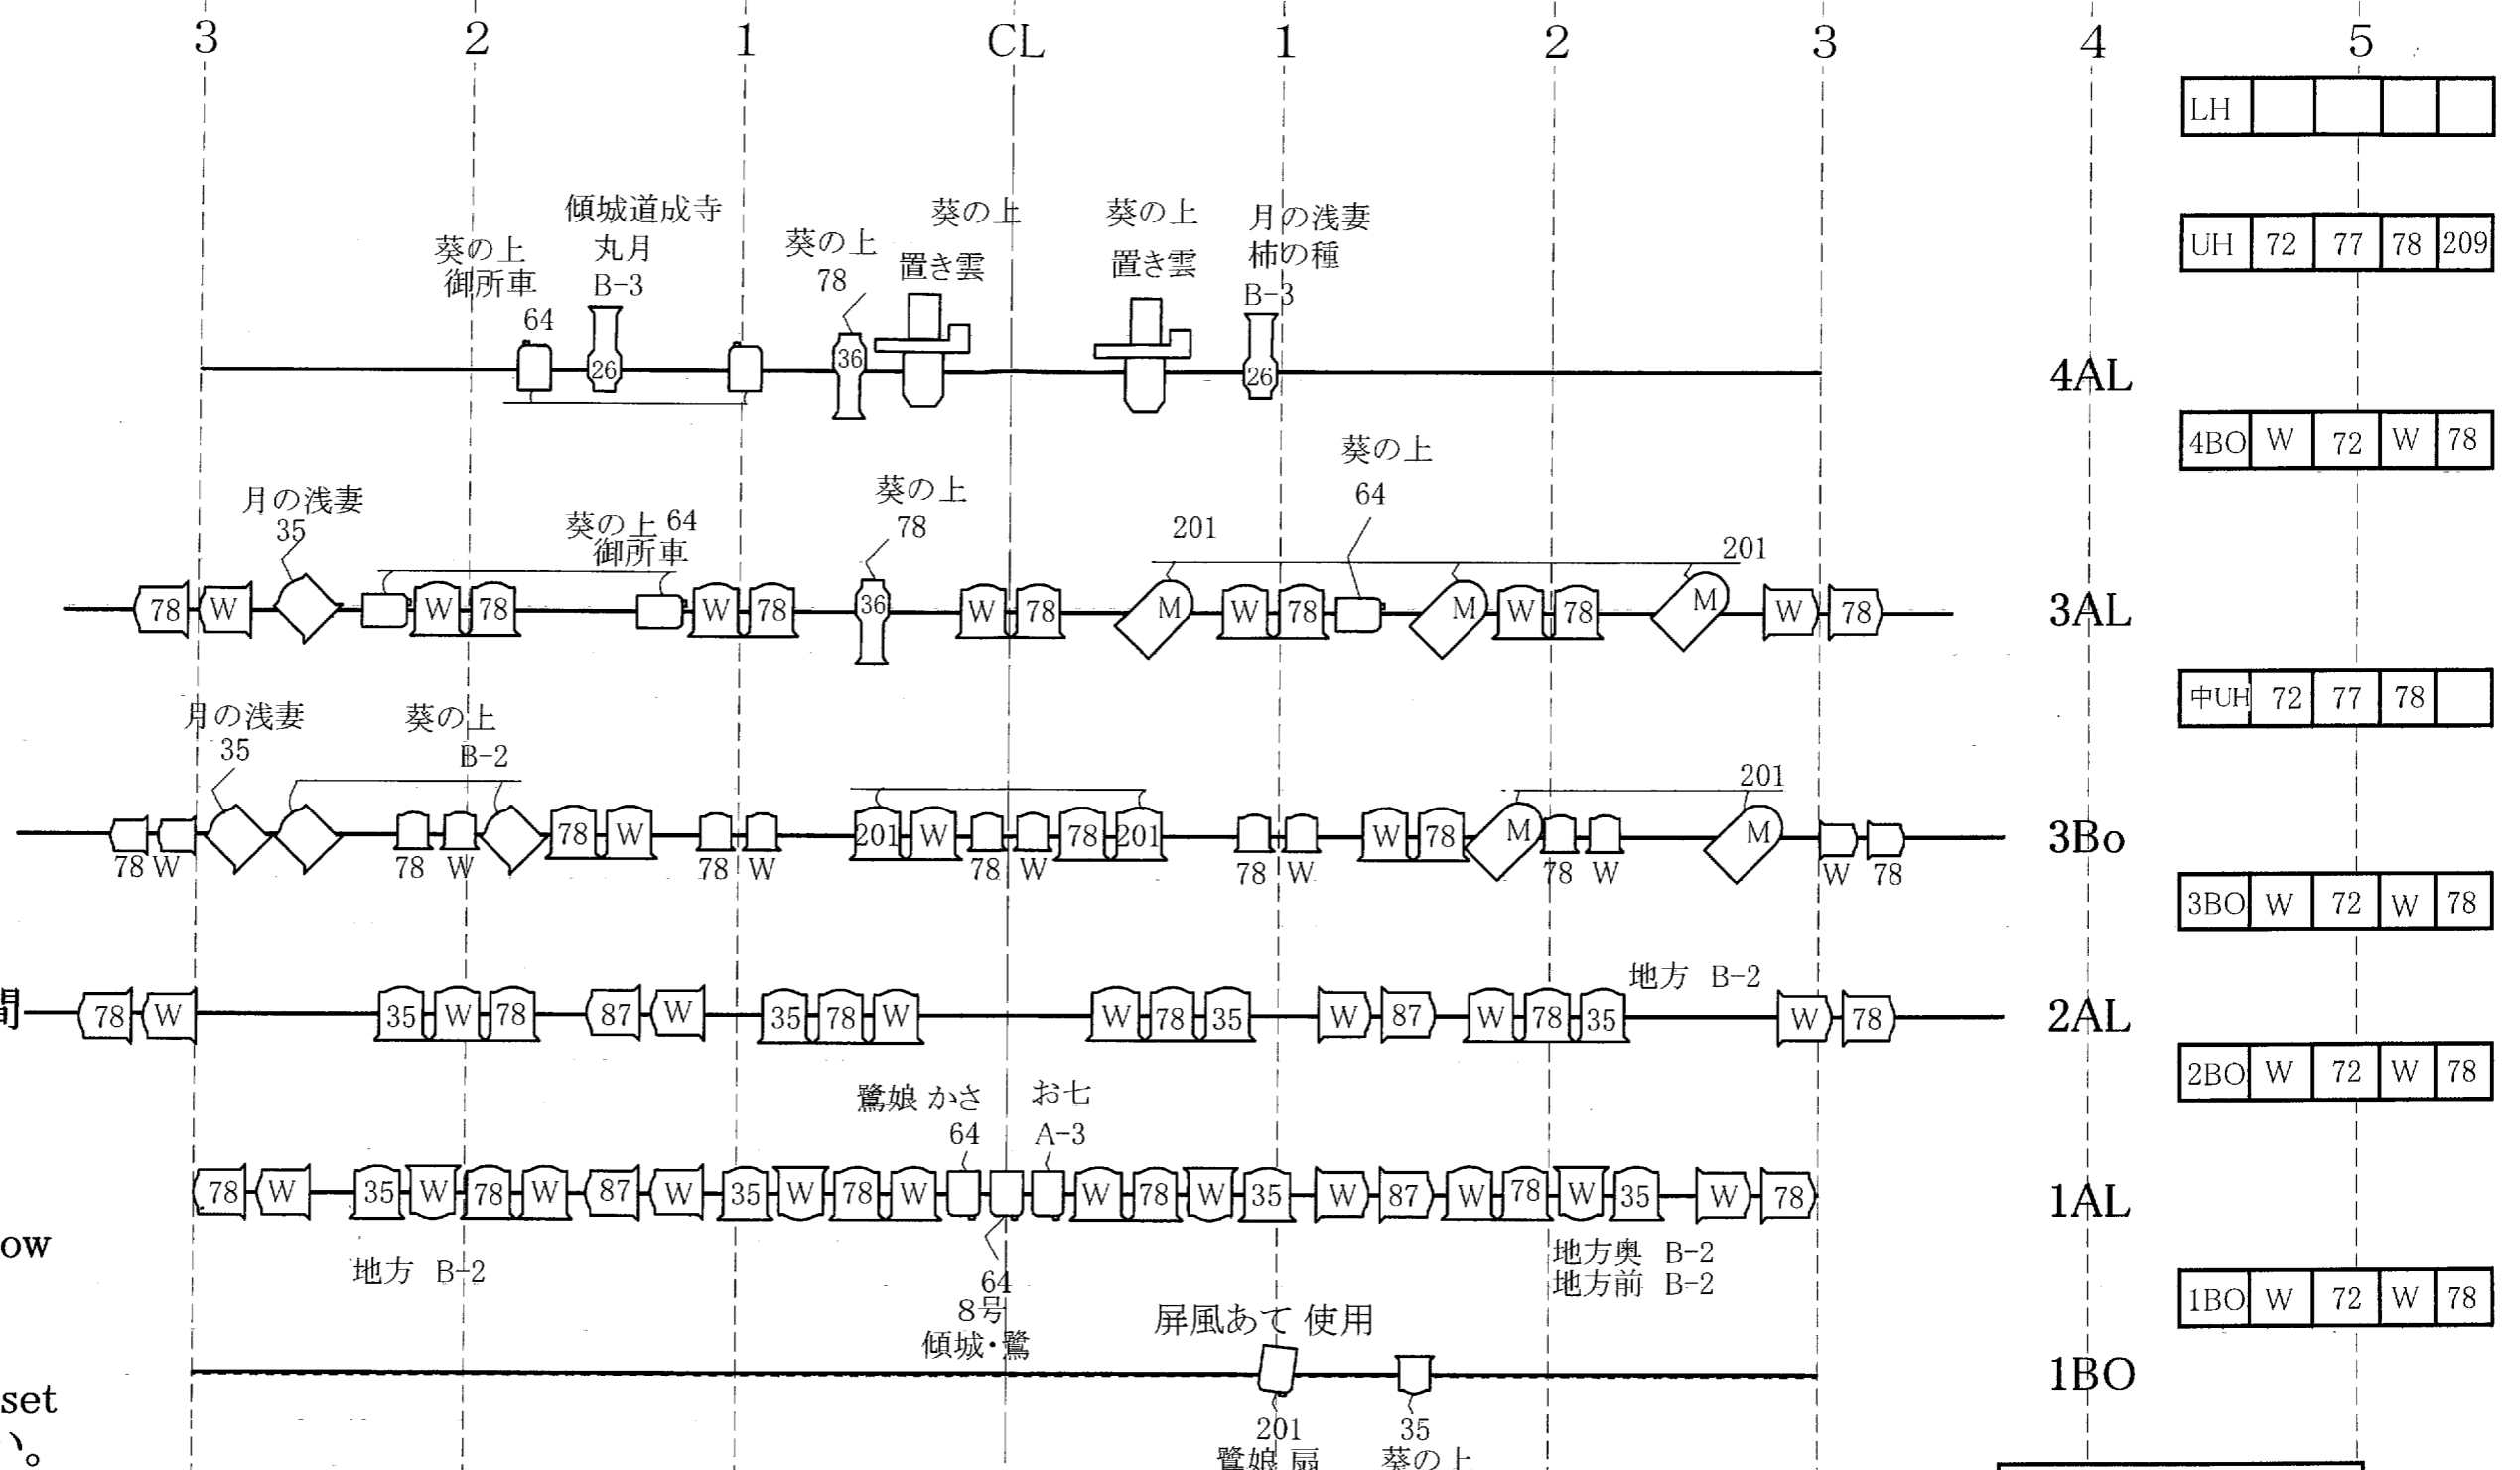 3 2 1 CL 1 2 3 4 5
LH
UH 72 77 78 209
傾城道成寺
丸月
B-3
葵の上
御所車
64
葵の上
78
葵の上
置き雲
葵の上
置き雲
月の浅妻
柿の種
B-3
26 36 26
4AL
4BO W 72 W 78
月の浅妻
35
葵の上 64
御所車
葵の上
78
201
葵の上
64
201
78 W W 78 W 78 36 W 78 M W 78 M W 78 M W 78
3AL
中UH 72 77 78
月の浅妻
35
葵の上
B-2
201
78 W 201 W 78 201 W 78 M M
78 W 78 W 78 W 78 W 78 W 78 W W 78
3Bo
3BO W 72 W 78
地方 B-2
間
78 W 35 W 78 87 W 35 78 W W 78 35 W 87 W 78 35 W 78
2AL
2BO W 72 W 78
鷺娘 かさ
64
お七
A-3
78 W 35 W 78 W 87 W 35 W 78 W W 78 W 35 W 87 W 78 W 35 W 78
1AL
ow
地方 B-2
64
8号
傾城・鷺
地方奥 B-2
地方前 B-2
1BO W 72 W 78
屏風あて 使用
1BO
set
い。
201
鷺娘 扇
35
葵の上